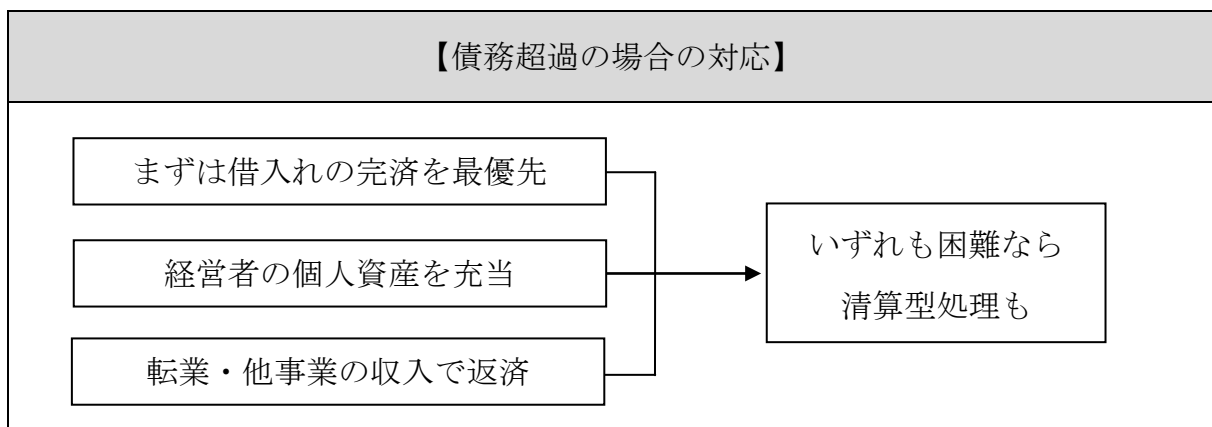 【債務超過の場合の対応】
まずは借入れの完済を最優先
経営者の個人資産を充当
転業・他事業の収入で返済
いずれも困難なら
清算型処理も